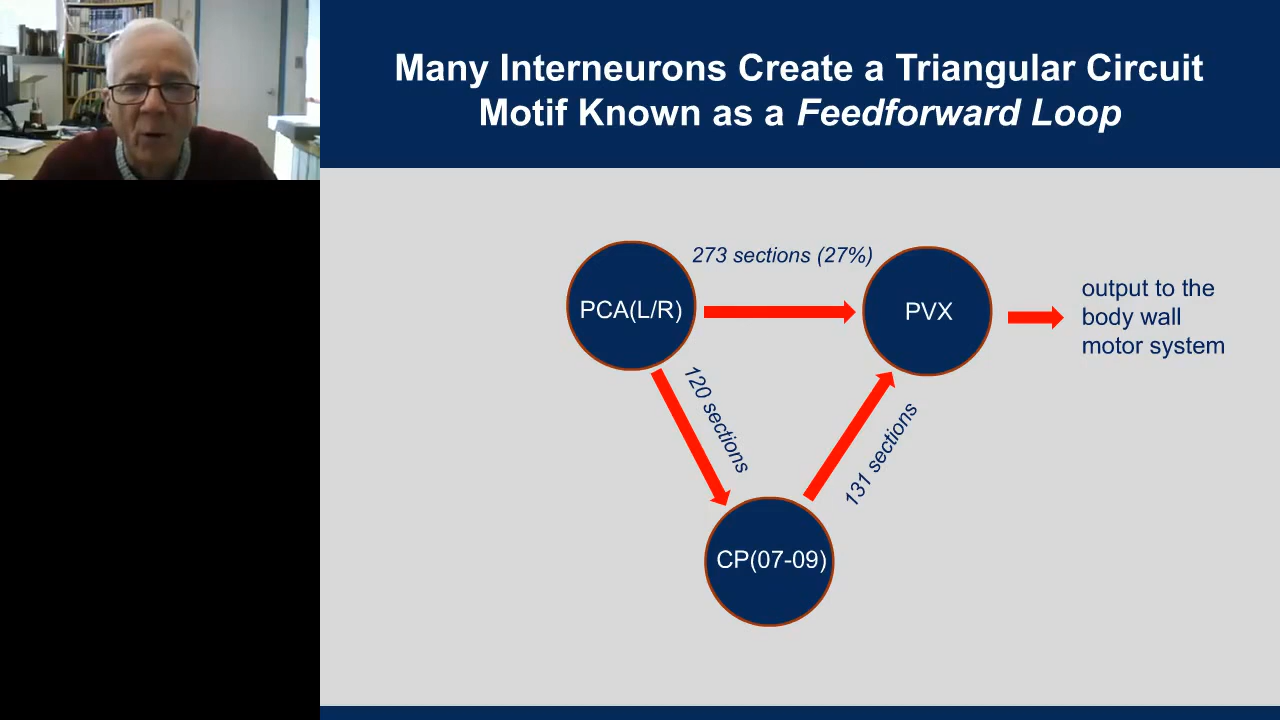 Many Interneurons Create a Triangular Circuit
Motif Known as a Feedforward Loop
273 sections (27%)
PCA(L/R)
PVX
output to the
body wall
motor system
120 sections
131 sections
CP(07-09)